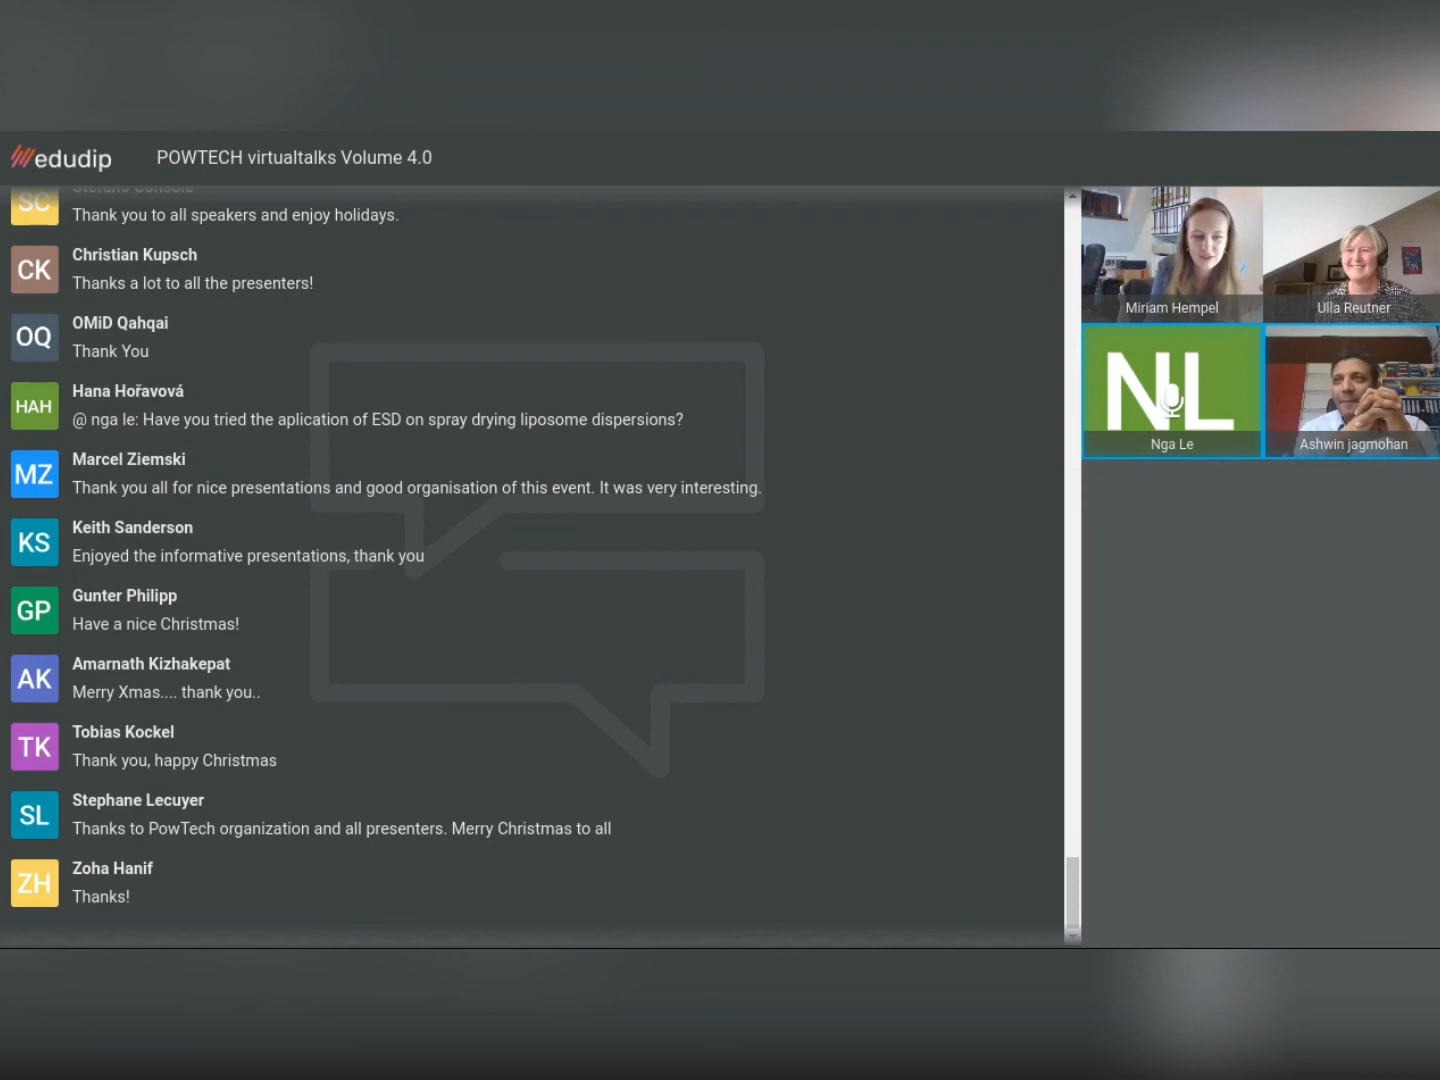 edudip
POWTECH virtualtalks Volume 4.0
SC
Stefano Console
Thank you to all speakers and enjoy holidays.
CK
Christian Kupsch
Thanks a lot to all the presenters!
OQ
OMiD Qahqai
Thank You
HAH
Hana Hořavová
@ nga le: Have you tried the aplication of ESD on spray drying liposome dispersions?
MZ
Marcel Ziemski
Thank you all for nice presentations and good organisation of this event. It was very interesting.
KS
Keith Sanderson
Enjoyed the informative presentations, thank you
GP
Gunter Philipp
Have a nice Christmas!
AK
Amarnath Kizhakepat
Merry Xmas.... thank you..
TK
Tobias Kockel
Thank you, happy Christmas
SL
Stephane Lecuyer
Thanks to PowTech organization and all presenters. Merry Christmas to all
ZH
Zoha Hanif
Thanks!
Miriam Hempel
Ulla Reutner
NL
Nga Le
Ashwin jagmohan